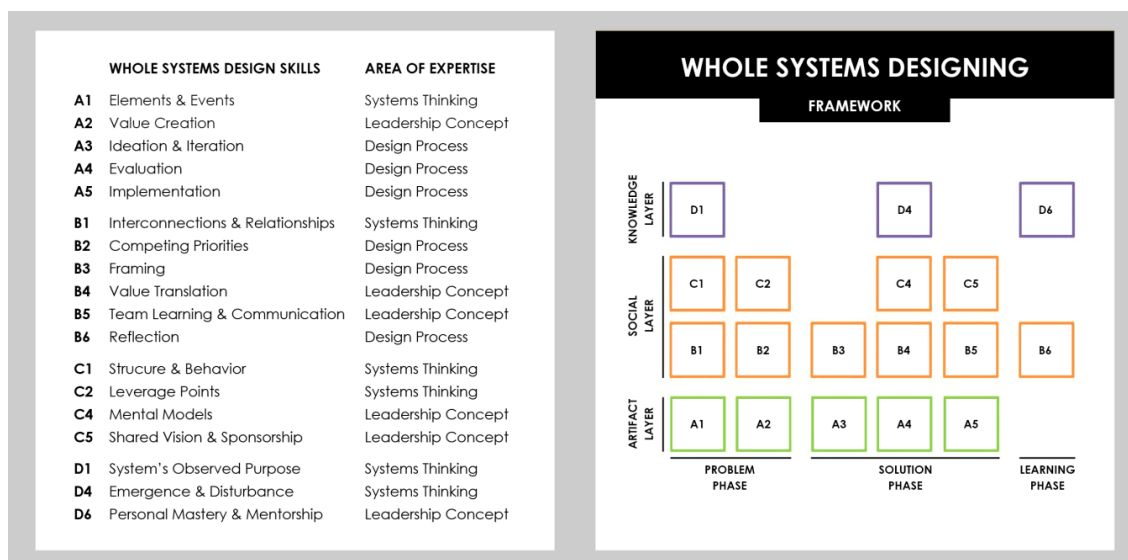 WHOLE SYSTEMS DESIGN SKILLS AREA OF EXPERTISE
A1 Elements & Events Systems Thinking
A2 Value Creation Leadership Concept
A3 Ideation & Iteration Design Process
A4 Evaluation Design Process
A5 Implementation Design Process
B1 Interconnections & Relationships Systems Thinking
B2 Competing Priorities Design Process
B3 Framing Design Process
B4 Value Translation Leadership Concept
B5 Team Learning & Communication Leadership Concept
B6 Reflection Design Process
C1 Strucure & Behavior Systems Thinking
C2 Leverage Points Systems Thinking
C4 Mental Models Leadership Concept
C5 Shared Vision & Sponsorship Leadership Concept
D1 System's Observed Purpose Systems Thinking
D4 Emergence & Disturbance Systems Thinking
D6 Personal Mastery & Mentorship Leadership Concept
WHOLE SYSTEMS DESIGNING
FRAMEWORK
KNOWLEDGE
LAYER
D1 D4 D6
SOCIAL
LAYER
C1 C2 C4 C5
B1 B2 B3 B4 B5 B6
ARTIFACT
LAYER
A1 A2 A3 A4 A5
PROBLEM
PHASE
SOLUTION
PHASE
LEARNING
PHASE